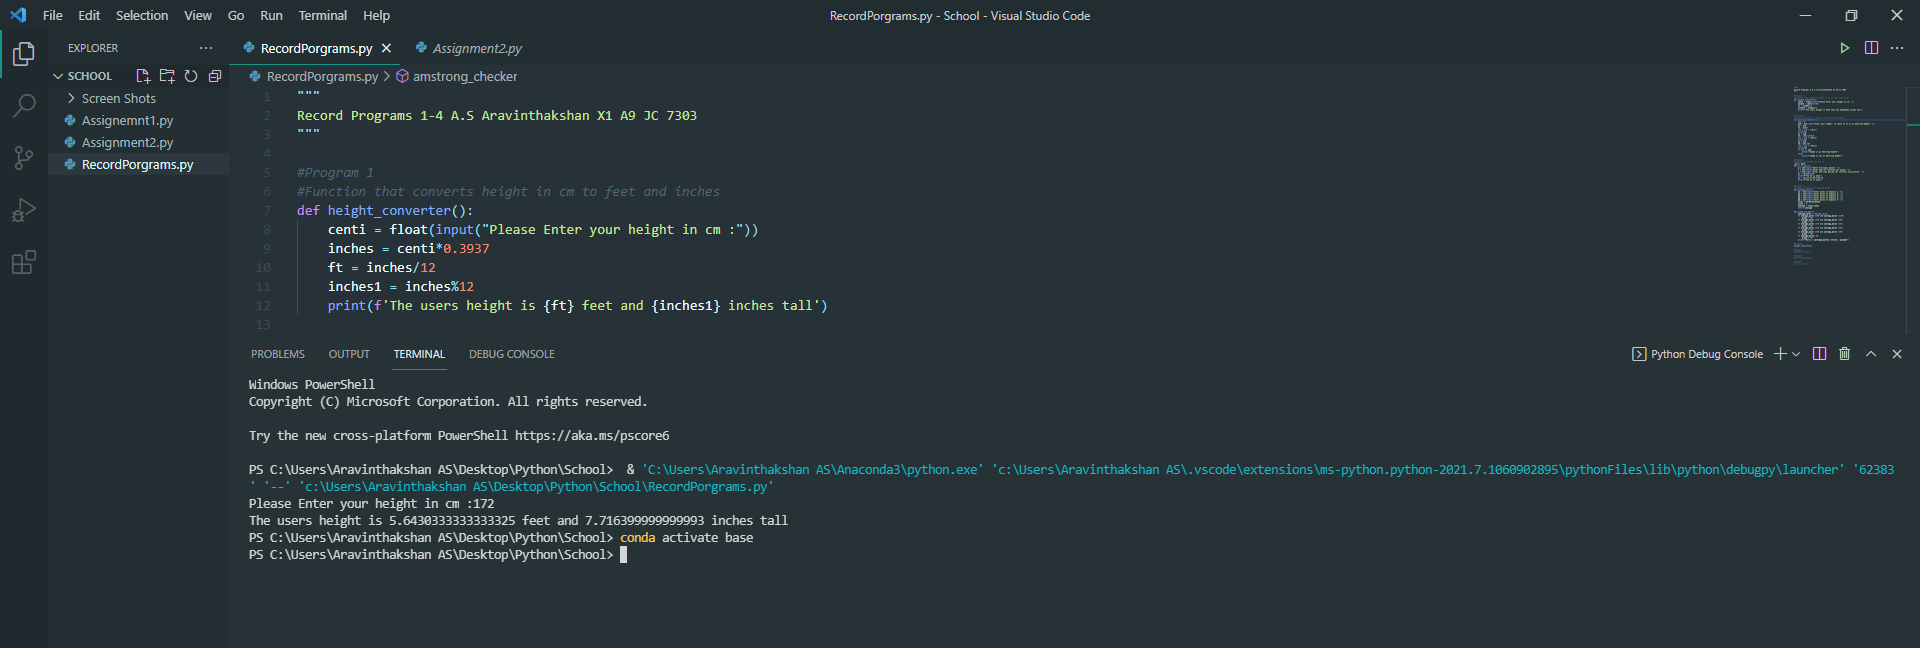 File Edit Selection View Go Run Terminal Help
RecordPorgrams.py - School - Visual Studio Code
EXPLORER
SCHOOL
Screen Shots
Assignemnt1.py
Assignment2.py
RecordPorgrams.py
RecordPorgrams.py Assignment2.py
RecordPorgrams.py > amstrong_checker
1 """
2 Record Programs 1-4 A.S Aravinthakshan X1 A9 JC 7303
3 """
4
5 #Program 1
6 #Function that converts height in cm to feet and inches
7 def height_converter():
8 centi = float(input("Please Enter your height in cm :"))
9 inches = centi*0.3937
10 ft = inches/12
11 inches1 = inches%12
12 print(f'The users height is {ft} feet and {inches1} inches tall')
13
PROBLEMS OUTPUT TERMINAL DEBUG CONSOLE
Python Debug Console
Windows PowerShell
Copyright (C) Microsoft Corporation. All rights reserved.
Try the new cross-platform PowerShell https://aka.ms/pscore6
PS C:\Users\Aravinthakshan AS\Desktop\Python\School> & 'C:\Users\Aravinthakshan AS\Anaconda3\python.exe' 'c:\Users\Aravinthakshan AS\.vscode\extensions\ms-python.python-2021.7.1060902895\pythonFiles\lib\python\debugpy\launcher' '62383
' '--' 'c:\Users\Aravinthakshan AS\Desktop\Python\School\RecordPorgrams.py'
Please Enter your height in cm :172
The users height is 5.6430333333333325 feet and 7.716399999999993 inches tall
PS C:\Users\Aravinthakshan AS\Desktop\Python\School> conda activate base
PS C:\Users\Aravinthakshan AS\Desktop\Python\School>